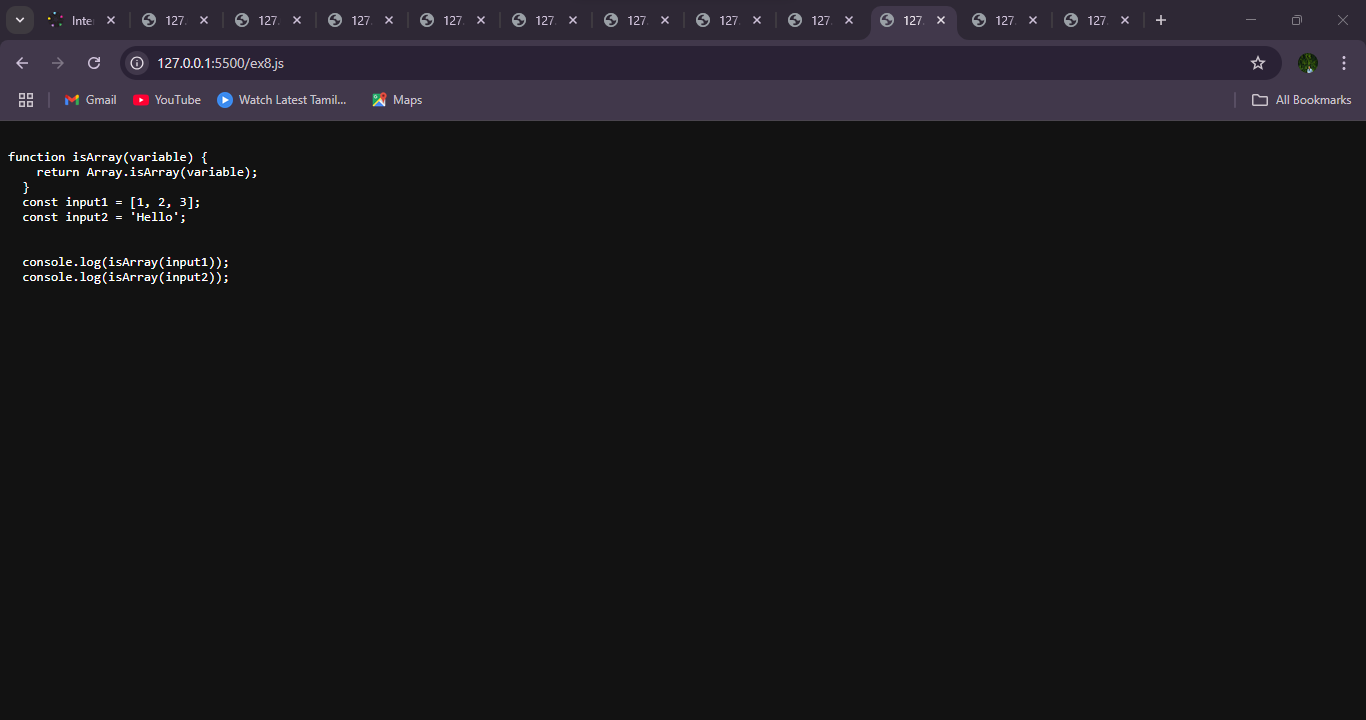 Inte 127. 127. 127. 127. 127. 127. 127. 127. 127. 127. 127.
127.0.0.1:5500/ex8.js
Gmail YouTube Watch Latest Tamil... Maps All Bookmarks
function isArray(variable) {
    return Array.isArray(variable);
  }
  const input1 = [1, 2, 3];
  const input2 = 'Hello';
  console.log(isArray(input1));
  console.log(isArray(input2));